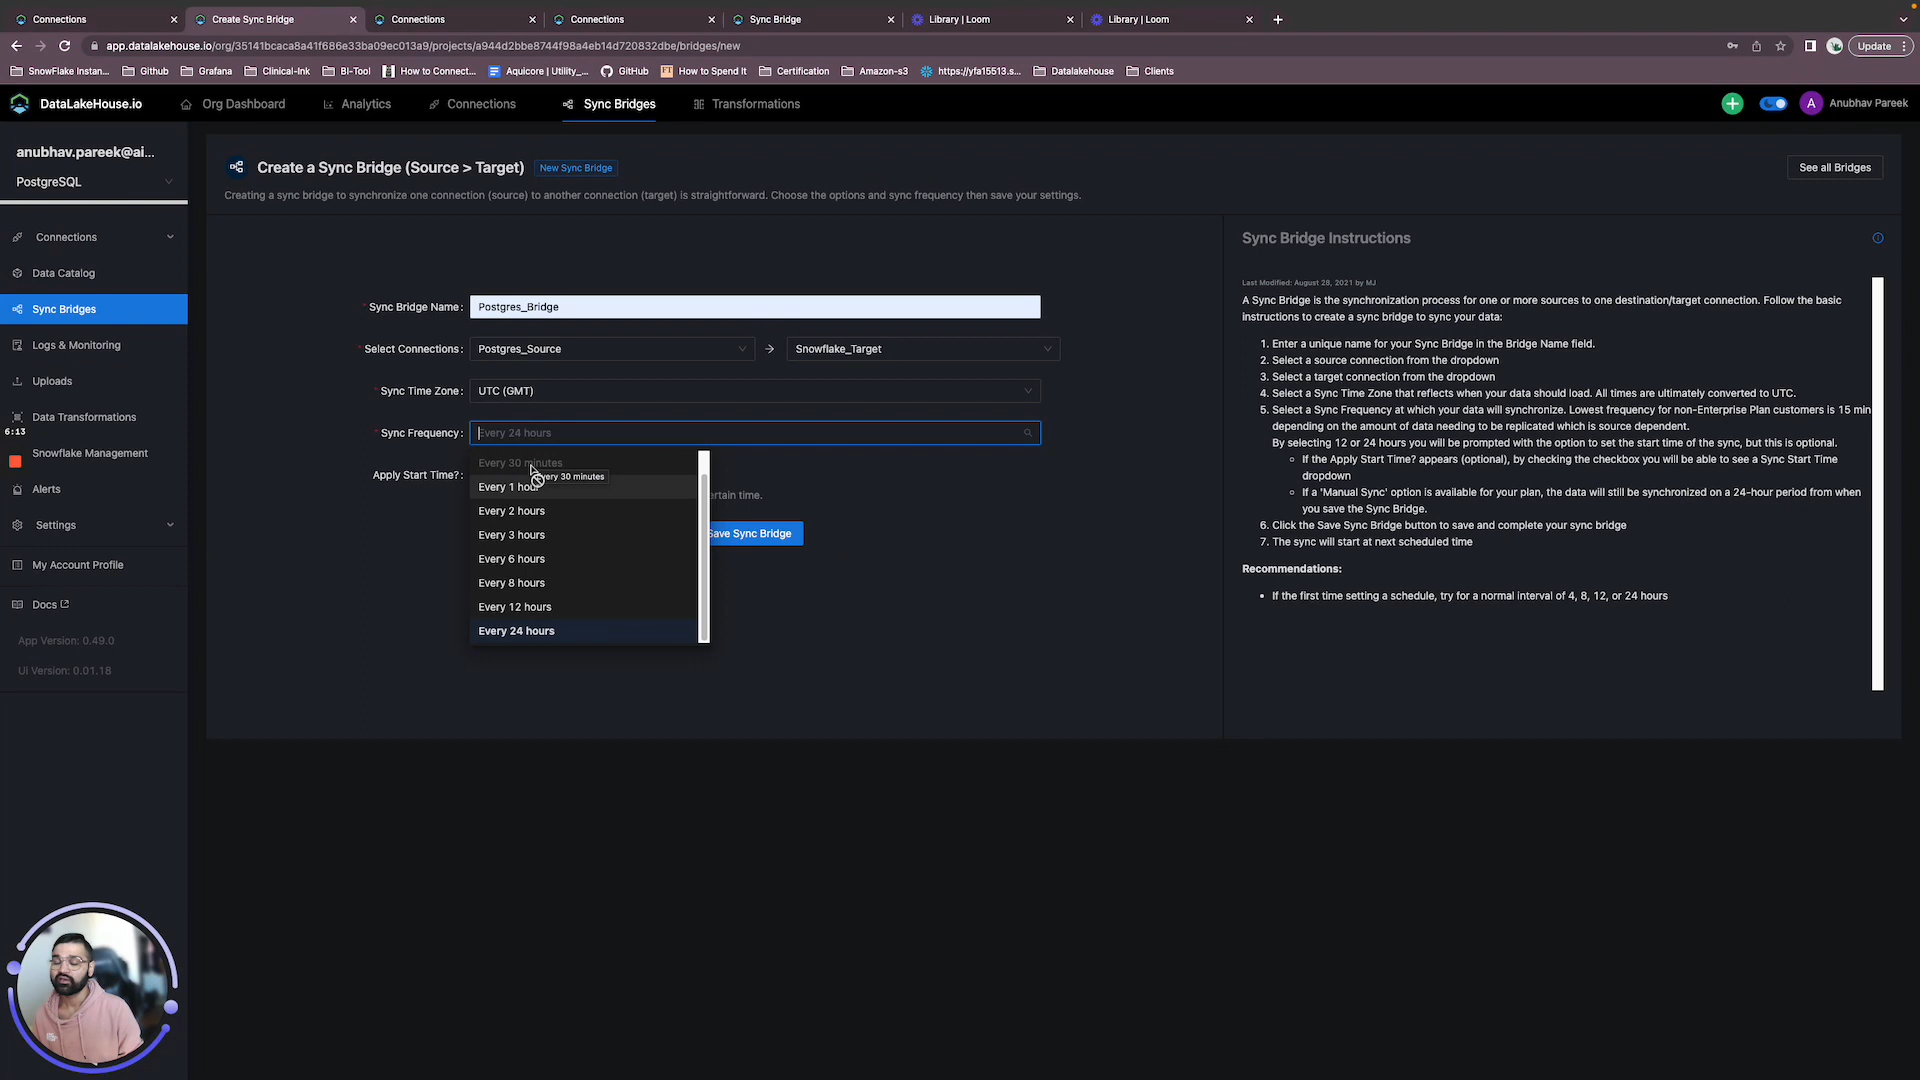 Connections
Create Sync Bridge
Connections
Connections
Sync Bridge
Library | Loom
Library | Loom
app.datalakehouse.io/org/35141bcaca8a41f686e33ba09ec013a9/projects/a944d2bbe8744f98a4eb14d720832dbe/bridges/new
Update
SnowFlake Instan...
Github
Grafana
Clinical-Ink
BI-Tool
How to Connect...
Aquicore | Utility_...
GitHub
How to Spend It
Certification
Amazon-s3
https://yfa15513.s...
Datalakehouse
Clients
DataLakeHouse.io
Org Dashboard
Analytics
Connections
Sync Bridges
Transformations
A
Anubhav Pareek
anubhav.pareek@ai...
PostgreSQL
Connections
Data Catalog
Sync Bridges
Logs & Monitoring
Uploads
Data Transformations
6:13
Snowflake Management
Alerts
Settings
My Account Profile
Docs
App Version: 0.49.0
UI Version: 0.01.18
Create a Sync Bridge (Source > Target)
New Sync Bridge
See all Bridges
Creating a sync bridge to synchronize one connection (source) to another connection (target) is straightforward. Choose the options and sync frequency then save your settings.
* Sync Bridge Name:
Postgres_Bridge
* Select Connections:
Postgres_Source
Snowflake_Target
* Sync Time Zone:
UTC (GMT)
* Sync Frequency:
Every 24 hours
Apply Start Time?:
Every 30 minutes
Every 30 minutes
Every 1 hour
Every 2 hours
Every 3 hours
Every 6 hours
Every 8 hours
Every 12 hours
Every 24 hours
time.
Save Sync Bridge
Sync Bridge Instructions
Last Modified: August 28, 2021 by MJ
A Sync Bridge is the synchronization process for one or more sources to one destination/target connection. Follow the basic
instructions to create a sync bridge to sync your data:
1. Enter a unique name for your Sync Bridge in the Bridge Name field.
2. Select a source connection from the dropdown
3. Select a target connection from the dropdown
4. Select a Sync Time Zone that reflects when your data should load. All times are ultimately converted to UTC.
5. Select a Sync Frequency at which your data will synchronize. Lowest frequency for non-Enterprise Plan customers is 15 min
depending on the amount of data needing to be replicated which is source dependent.
By selecting 12 or 24 hours you will be prompted with the option to set the start time of the sync, but this is optional.
If the Apply Start Time? appears (optional), by checking the checkbox you will be able to see a Sync Start Time
dropdown
If a 'Manual Sync' option is available for your plan, the data will still be synchronized on a 24-hour period from when
you save the Sync Bridge.
6. Click the Save Sync Bridge button to save and complete your sync bridge
7. The sync will start at next scheduled time
Recommendations:
If the first time setting a schedule, try for a normal interval of 4, 8, 12, or 24 hours